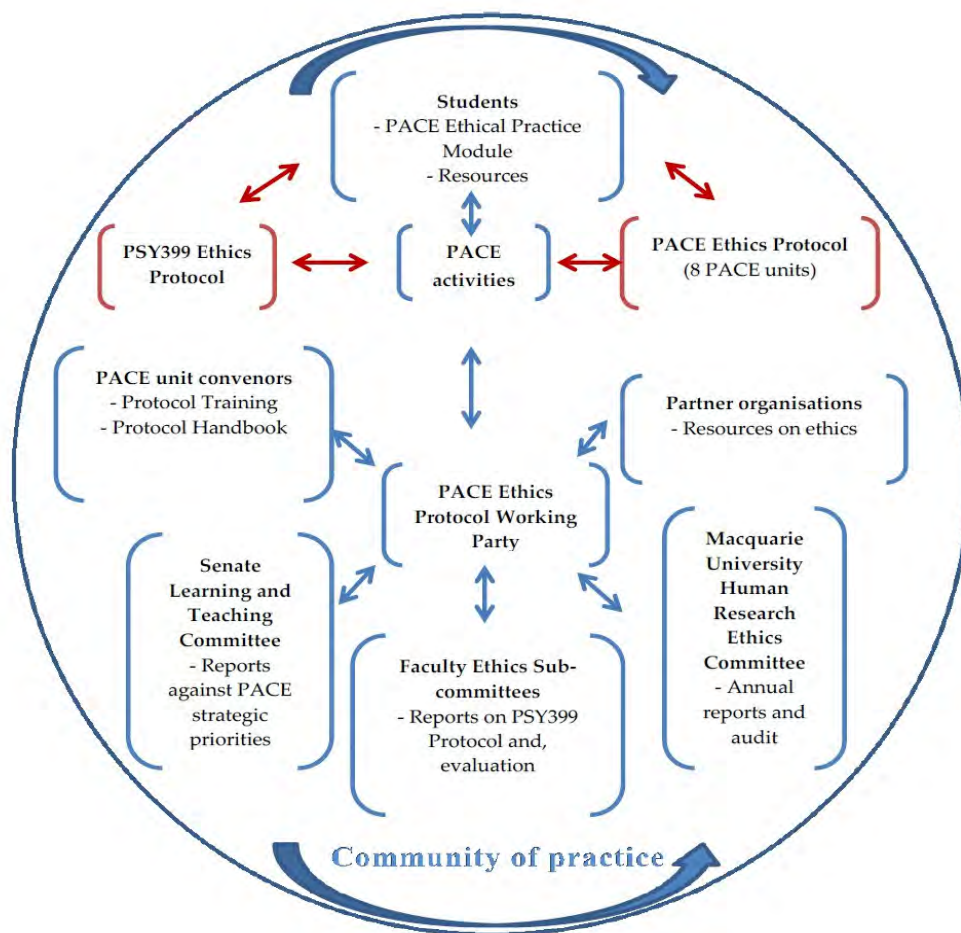 Students
- PACE Ethical Practice
Module
- Resources
PSY399 Ethics
Protocol
PACE
activities
PACE Ethics Protocol
(8 PACE units)
PACE unit convenors
- Protocol Training
- Protocol Handbook
Partner organisations
- Resources on ethics
PACE Ethics
Protocol Working
Party
Senate
Learning and
Teaching
Committee
- Reports
against PACE
strategic
priorities
Faculty Ethics Sub-
committees
- Reports on PSY399
Protocol and,
evaluation
Macquarie
University
Human
Research
Ethics
Committee
- Annual
reports and
audit
Community of practice